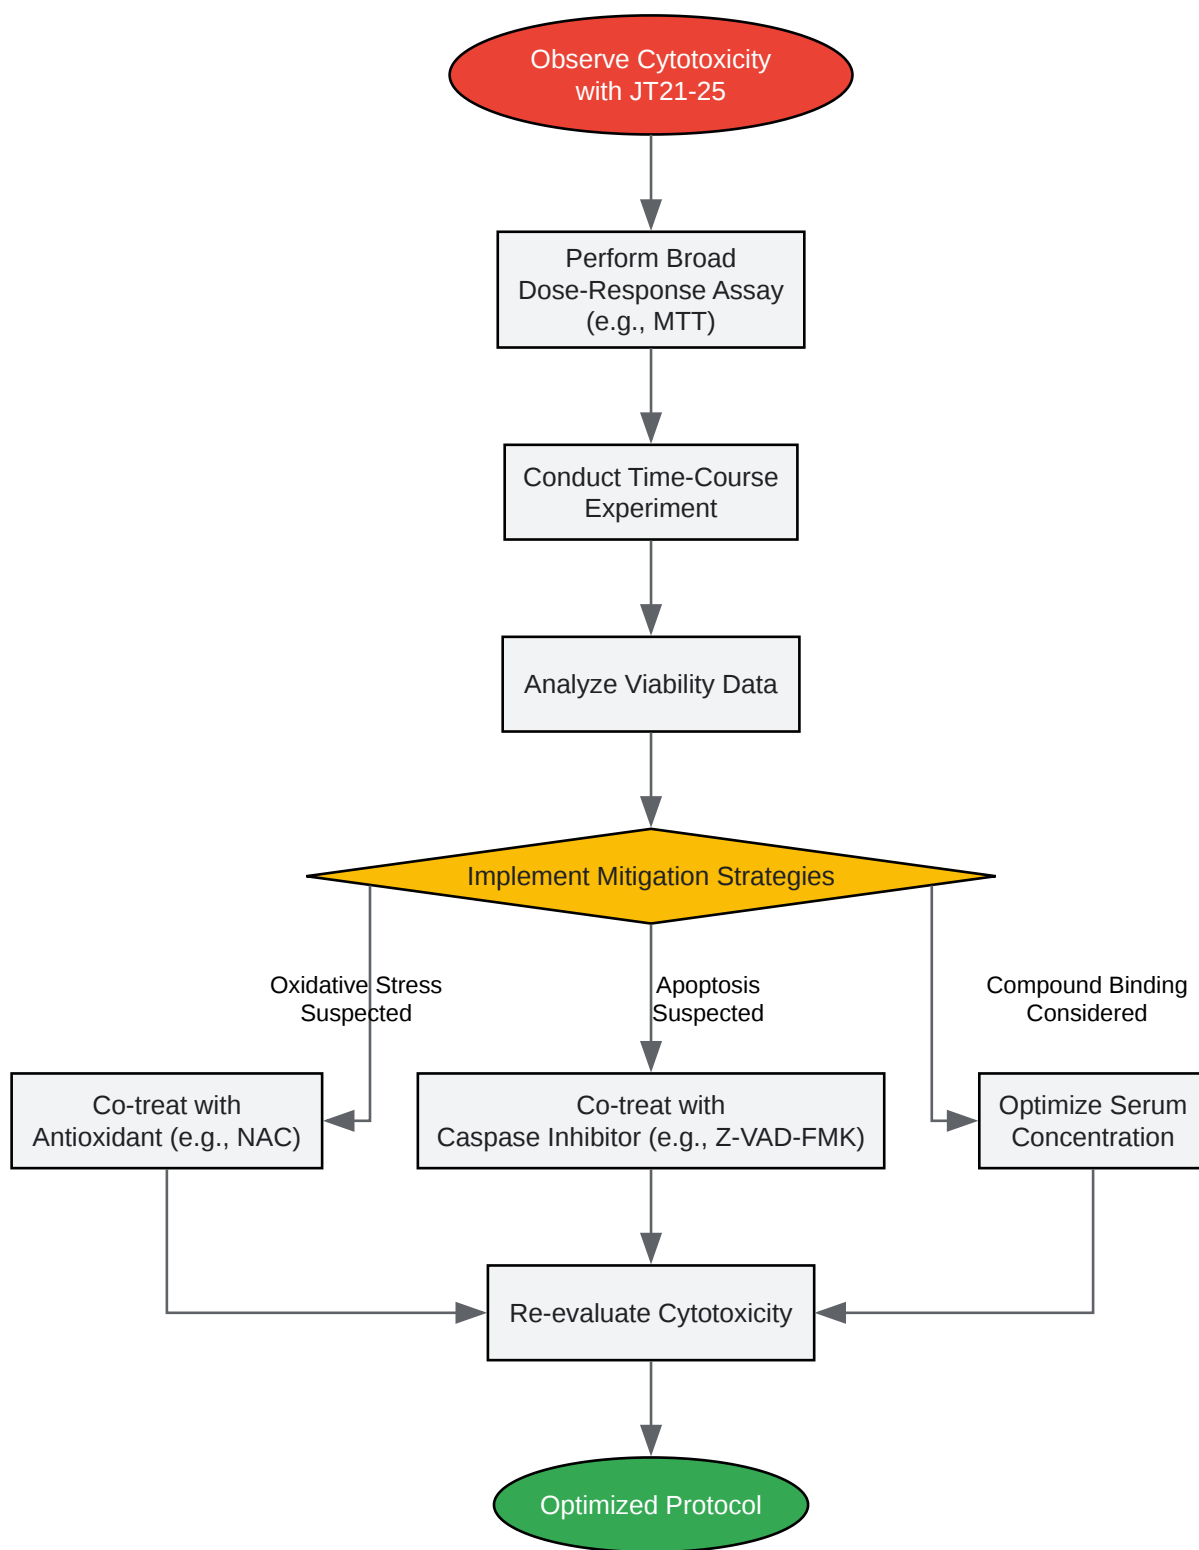 Observe Cytotoxicity
with JT21-25
Perform Broad
Dose-Response Assay
(e.g., MTT)
Conduct Time-Course
Experiment
Analyze Viability Data
Implement Mitigation Strategies
Oxidative Stress
Suspected
Apoptosis
Suspected
Compound Binding
Considered
Co-treat with
Antioxidant (e.g., NAC)
Co-treat with
Caspase Inhibitor (e.g., Z-VAD-FMK)
Optimize Serum
Concentration
Re-evaluate Cytotoxicity
Optimized Protocol